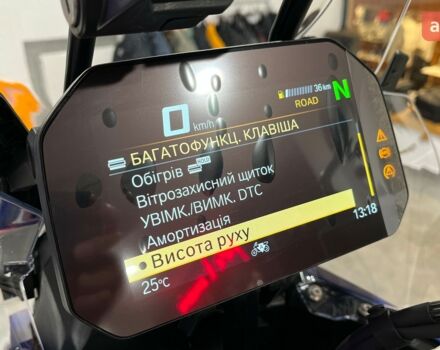 36 km
ROAD
N
0 km/h
БАГАТОФУНКЦ. КЛАВІША
Обігрів
Вітрозахисний щиток
УВІМК./ВИМК. DTC
Амортизація
Висота руху
25°C
13:18